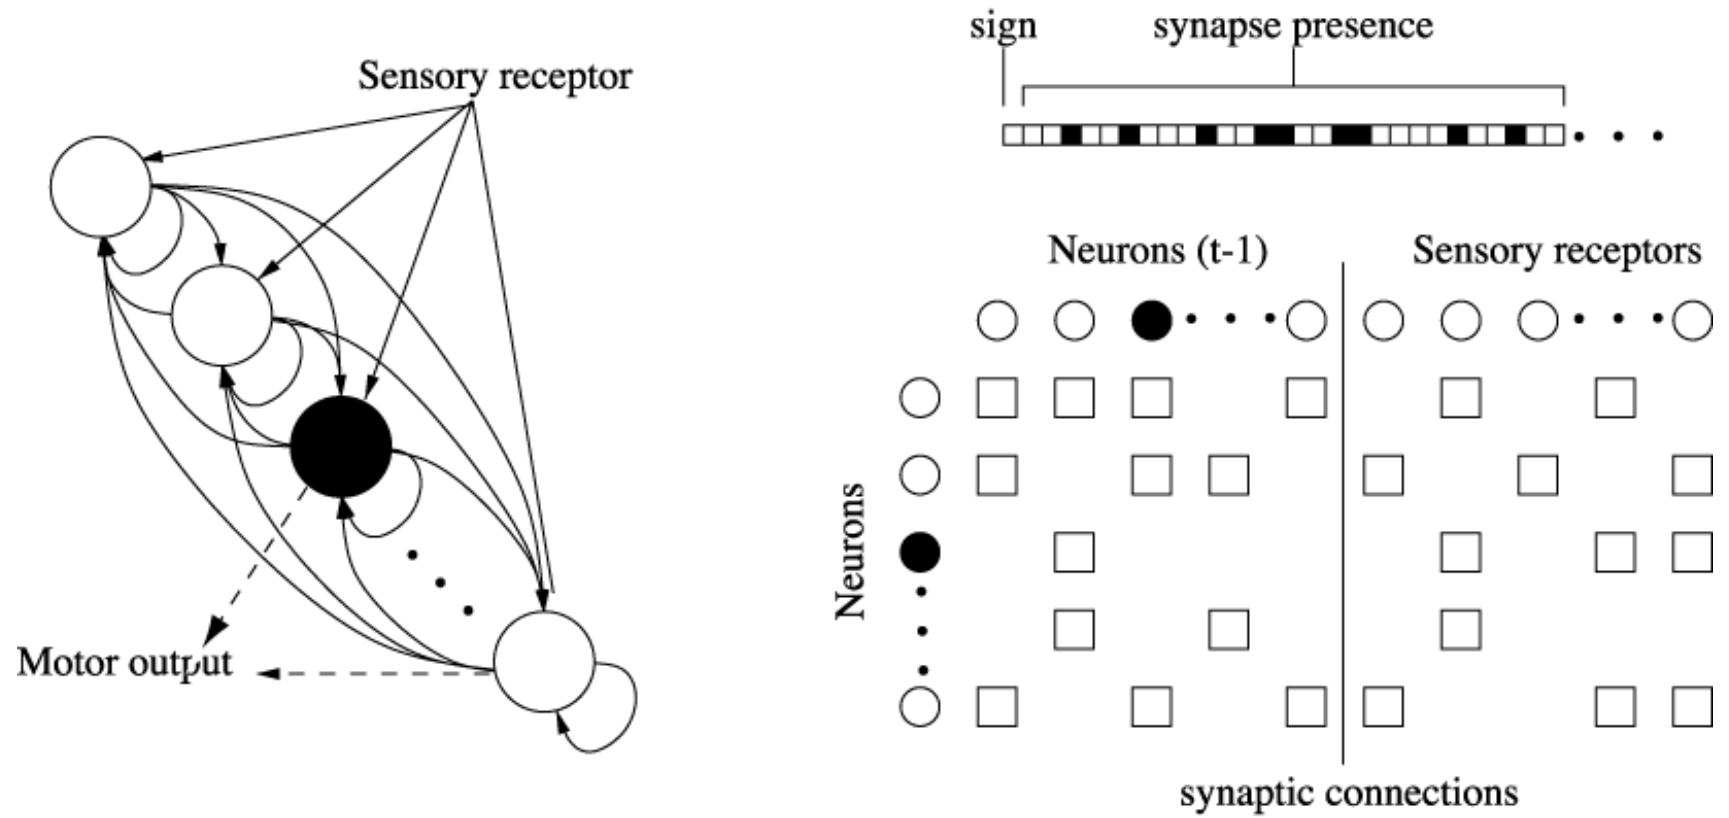 Sensory receptor
Motor output
sign
synapse presence
Neurons (t-1)
Sensory receptors
Neurons
synaptic connections